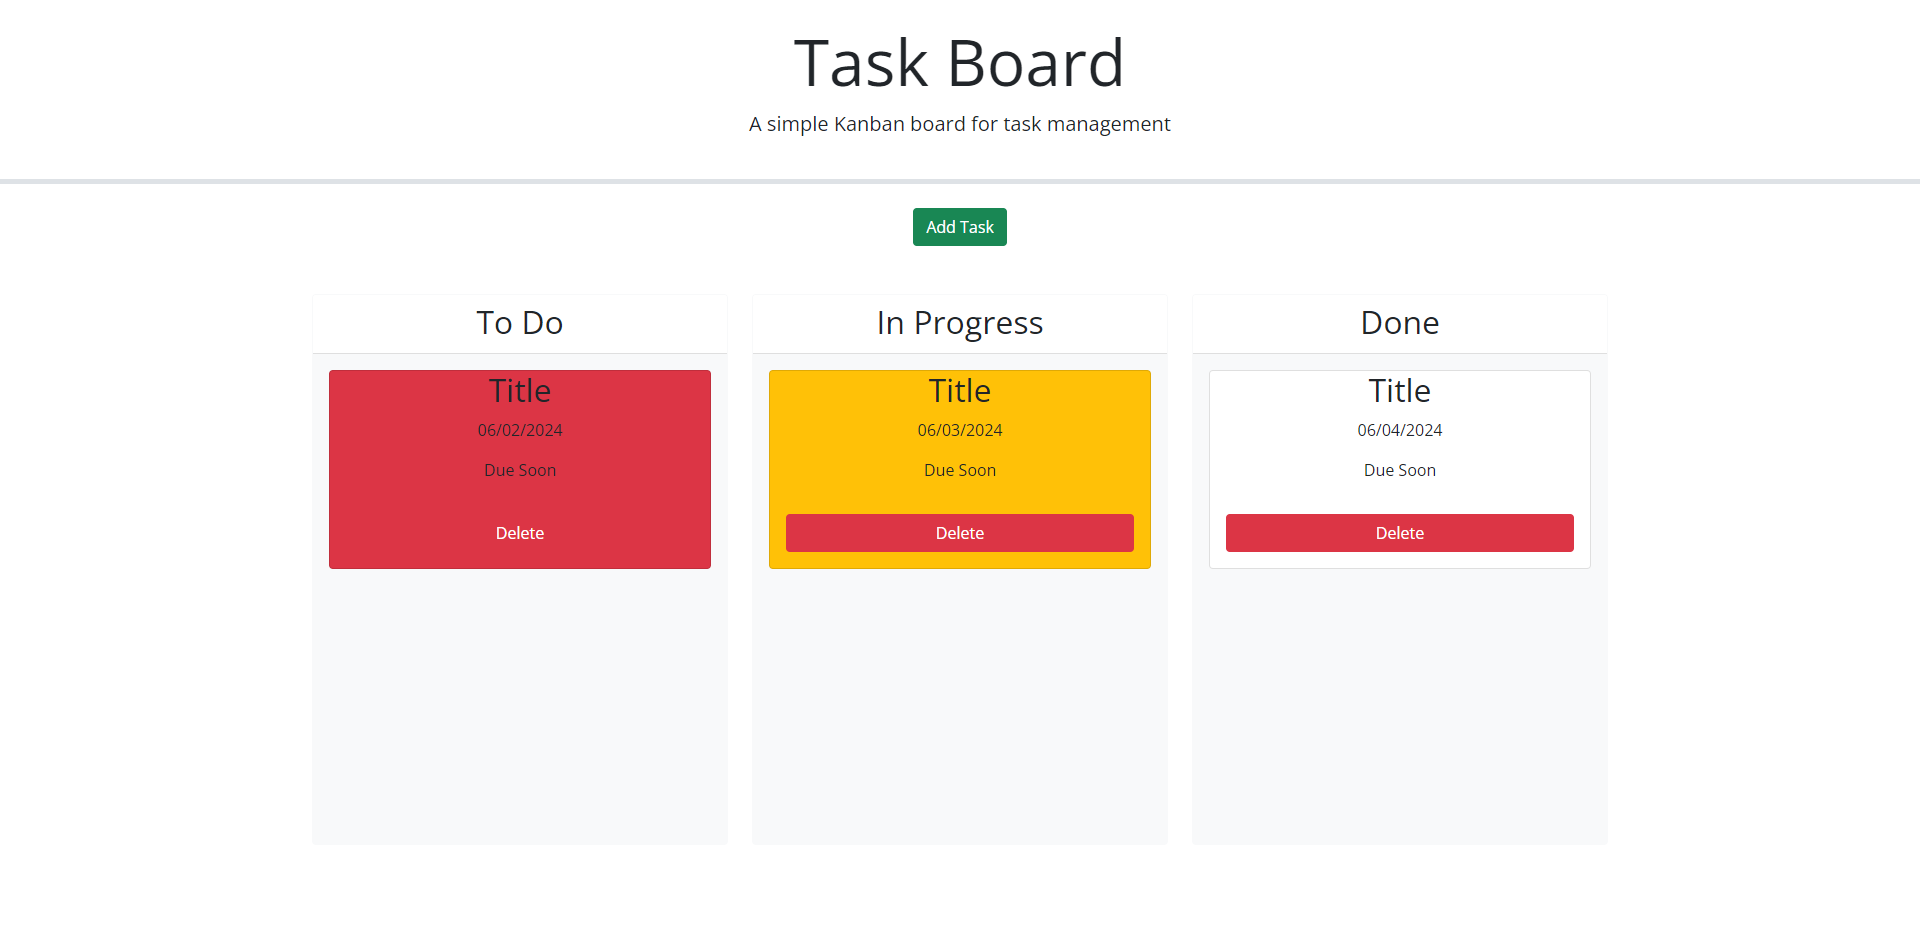 Task Board
A simple Kanban board for task management
Add Task
To Do
Title
06/02/2024
Due Soon
Delete
In Progress
Title
06/03/2024
Due Soon
Delete
Done
Title
06/04/2024
Due Soon
Delete